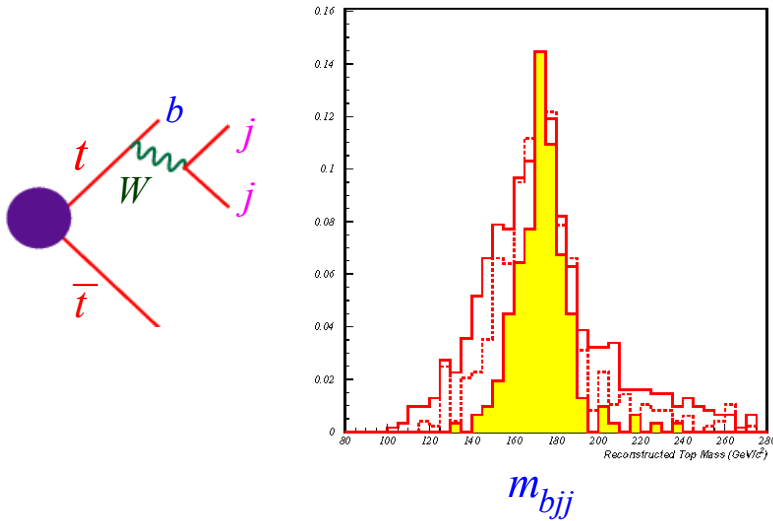 b
t
j
W
j
t̅
0.16
0.14
0.12
0.1
0.08
0.06
0.04
0.02
0
80 100 120 140 160 180 200 220 240 260 280
Reconstructed Top Mass (GeV/c²)
m_bjj